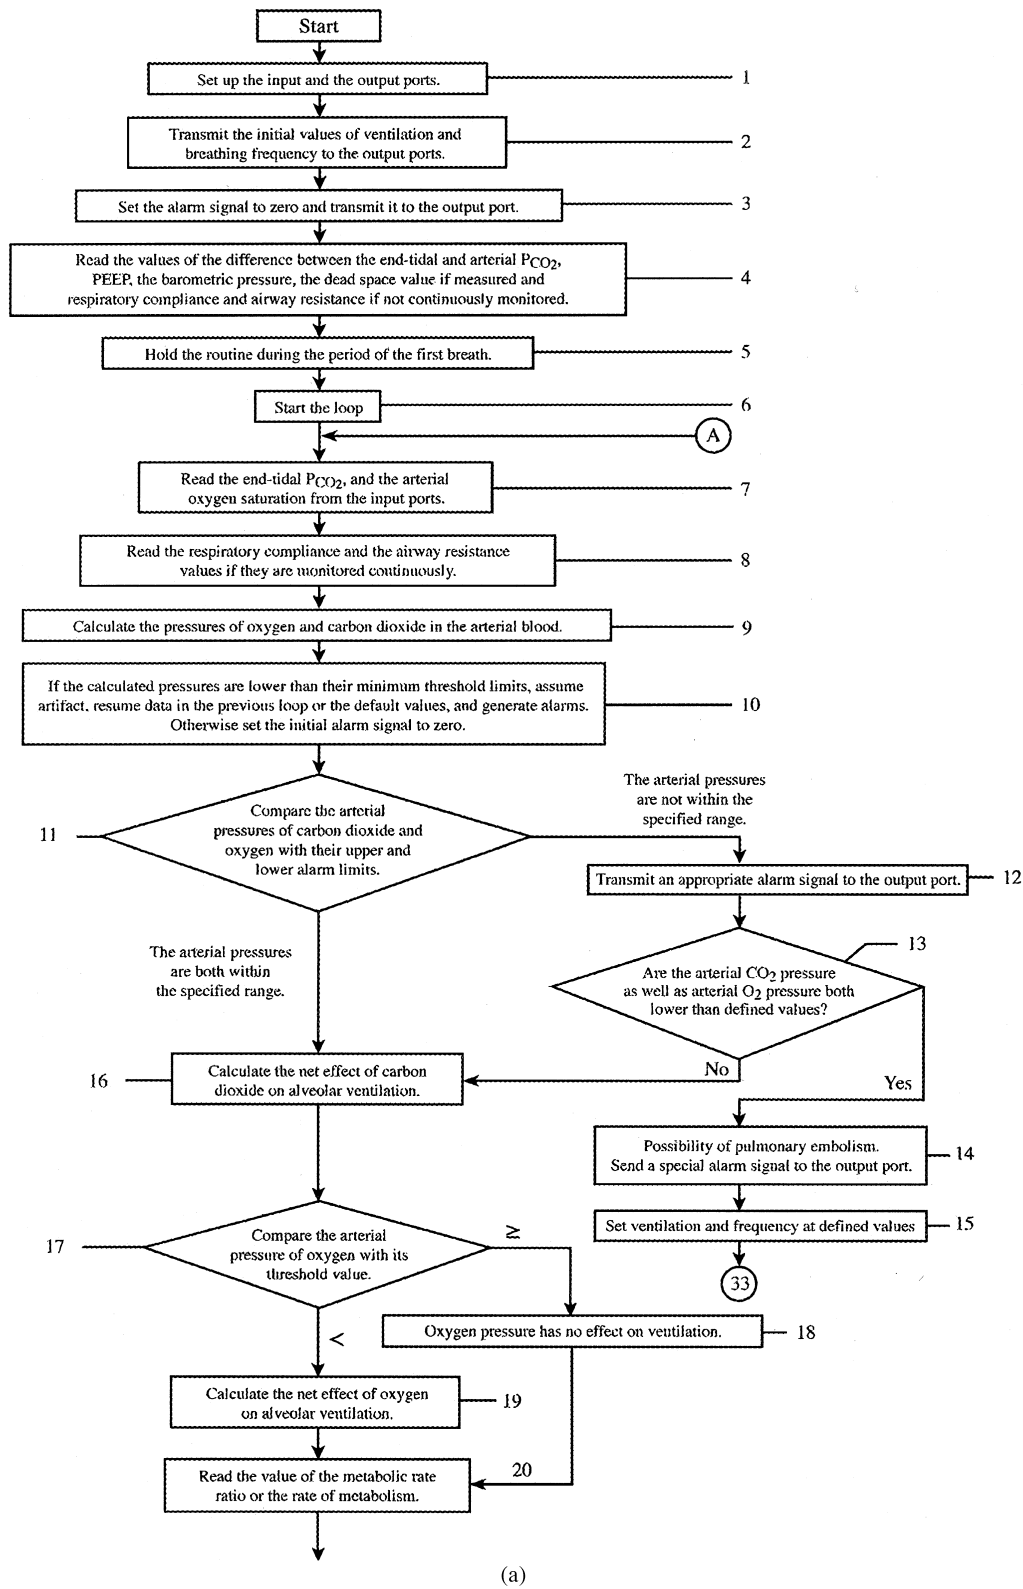 Start
Set up the input and the output ports.
1
Transmit the initial values of ventilation and
breathing frequency to the output ports.
2
Set the alarm signal to zero and transmit it to the output port.
3
Read the values of the difference between the end-tidal and arterial PCO2,
PEEP, the barometric pressure, the dead space value if measured and
respiratory compliance and airway resistance if not continuously monitored.
4
Hold the routine during the period of the first breath.
5
Start the loop
6
A
Read the end-tidal PCO2, and the arterial
oxygen saturation from the input ports.
7
Read the respiratory compliance and the airway resistance
values if they are monitored continuously.
8
Calculate the pressures of oxygen and carbon dioxide in the arterial blood.
9
If the calculated pressures are lower than their minimum threshold limits, assume
artifact, resume data in the previous loop or the default values, and generate alarms.
Otherwise set the initial alarm signal to zero.
10
The arterial pressures
are not within the
specified range.
11
Compare the arterial
pressures of carbon dioxide and
oxygen with their upper and
lower alarm limits.
Transmit an appropriate alarm signal to the output port.
12
The arterial pressures
are both within
the specified range.
13
Are the arterial CO2 pressure
as well as arterial O2 pressure both
lower than defined values?
No
Yes
16
Calculate the net effect of carbon
dioxide on alveolar ventilation.
Possibility of pulmonary embolism.
Send a special alarm signal to the output port.
14
Set ventilation and frequency at defined values
15
33
17
Compare the arterial
pressure of oxygen with its
threshold value.
≥
<
Oxygen pressure has no effect on ventilation.
18
Calculate the net effect of oxygen
on alveolar ventilation.
19
Read the value of the metabolic rate
ratio or the rate of metabolism.
20
(a)